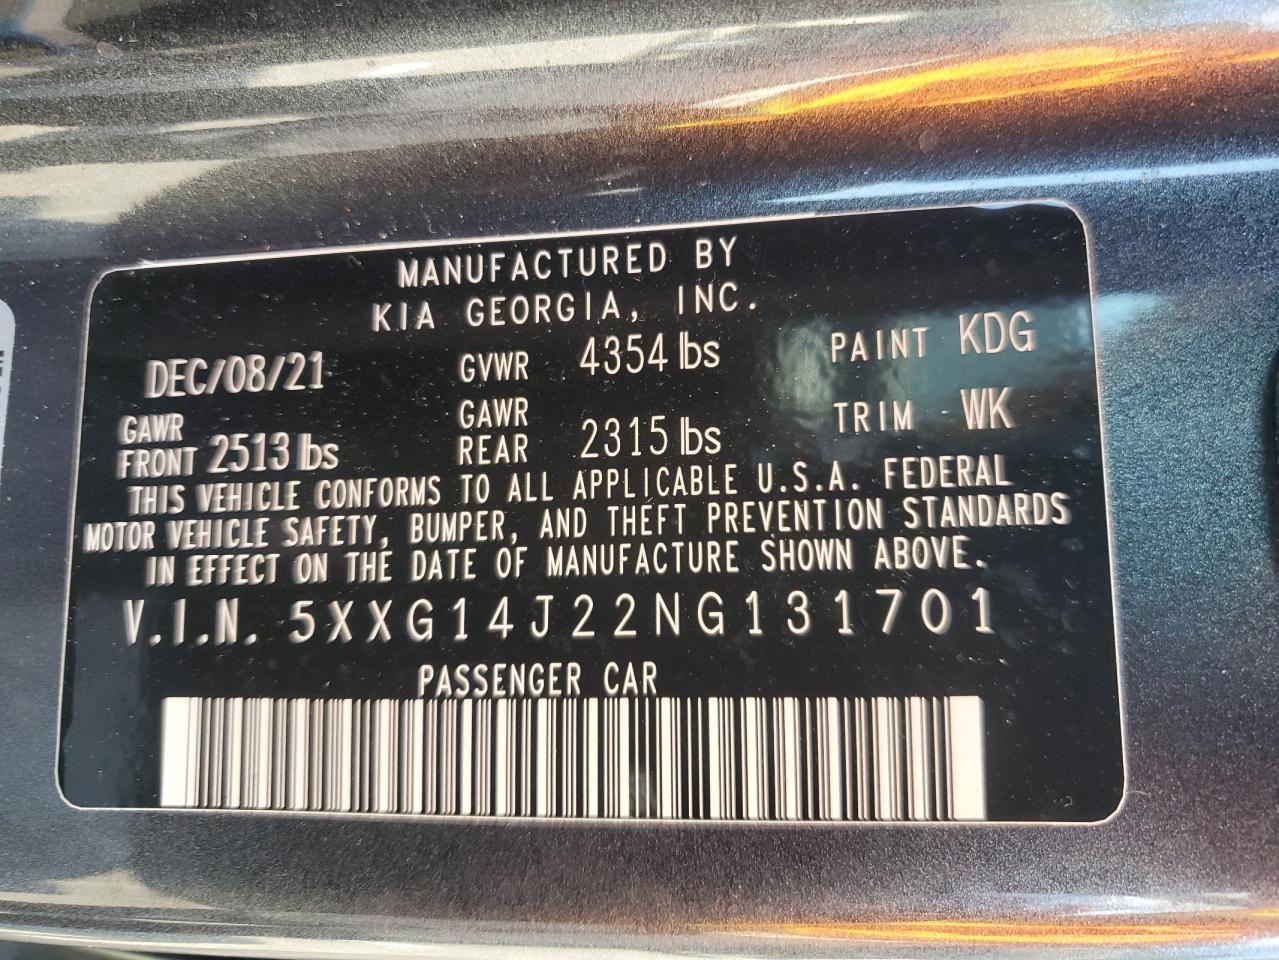 MANUFACTURED BY
KIA GEORGIA, INC.
DEC/08/21 GVWR 4354 lbs PAINT KDG
GAWR FRONT 2513 lbs GAWR REAR 2315 lbs TRIM WK
THIS VEHICLE CONFORMS TO ALL APPLICABLE U.S.A. FEDERAL
MOTOR VEHICLE SAFETY, BUMPER, AND THEFT PREVENTION STANDARDS
IN EFFECT ON THE DATE OF MANUFACTURE SHOWN ABOVE.
V.I.N. 5XXG14J22NG131701
PASSENGER CAR